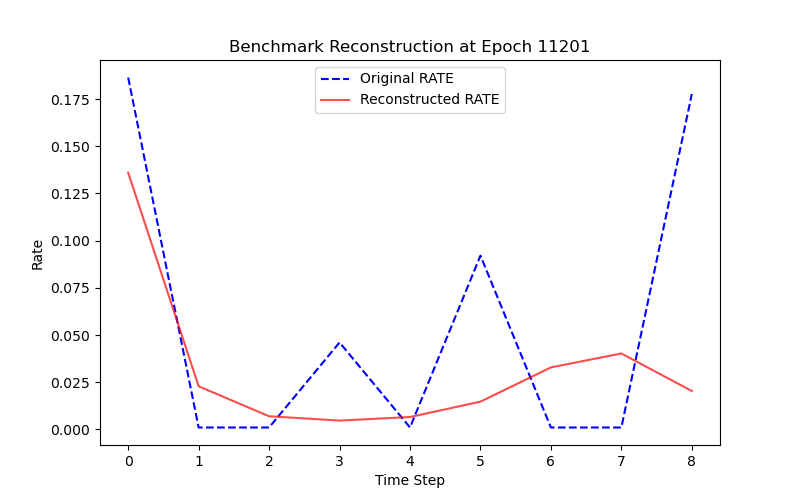 Benchmark Reconstruction at Epoch 11201
Original RATE
Reconstructed RATE
0.175
0.150
0.125
0.100
0.075
0.050
0.025
0.000
Rate
0 1 2 3 4 5 6 7 8
Time Step